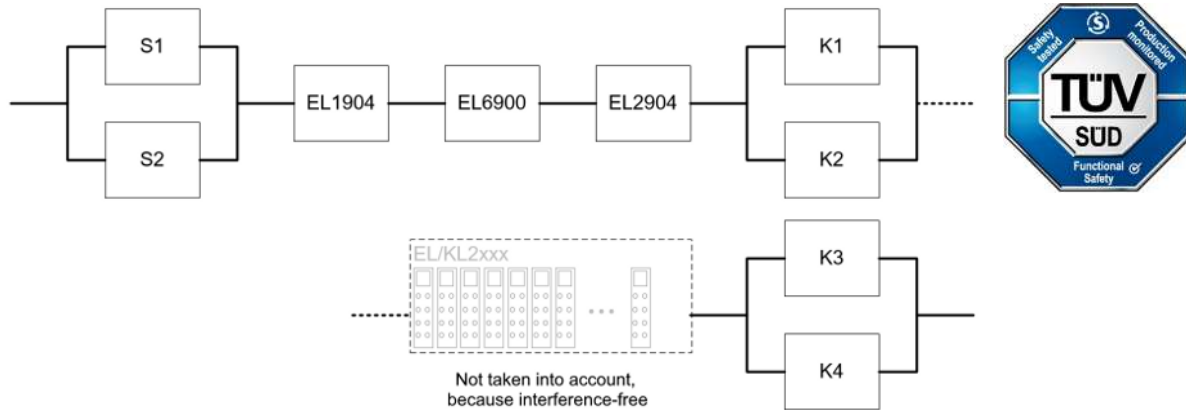 S1
S2
EL1904
EL6900
EL2904
K1
K2
Safety tested
S
Production monitored
TÜV
SÜD
Functional Safety
EL/KL2xxx
K3
K4
Not taken into account,
because interference-free